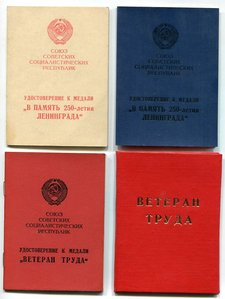 СОЮЗ
СОВЕТСКИХ
СОЦИАЛИСТИЧЕСКИХ
РЕСПУБЛИК
УДОСТОВЕРЕНИЕ К МЕДАЛИ
"В ПАМЯТЬ 250-летия
ЛЕНИНГРАДА"
СОЮЗ
СОВЕТСКИХ
СОЦИАЛИСТИЧЕСКИХ
РЕСПУБЛИК
УДОСТОВЕРЕНИЕ К МЕДАЛИ
"В ПАМЯТЬ 250-летия
ЛЕНИНГРАДА"
СОЮЗ
СОВЕТСКИХ
СОЦИАЛИСТИЧЕСКИХ
РЕСПУБЛИК
УДОСТОВЕРЕНИЕ К МЕДАЛИ
"ВЕТЕРАН ТРУДА"
ВЕТЕРАН
ТРУДА